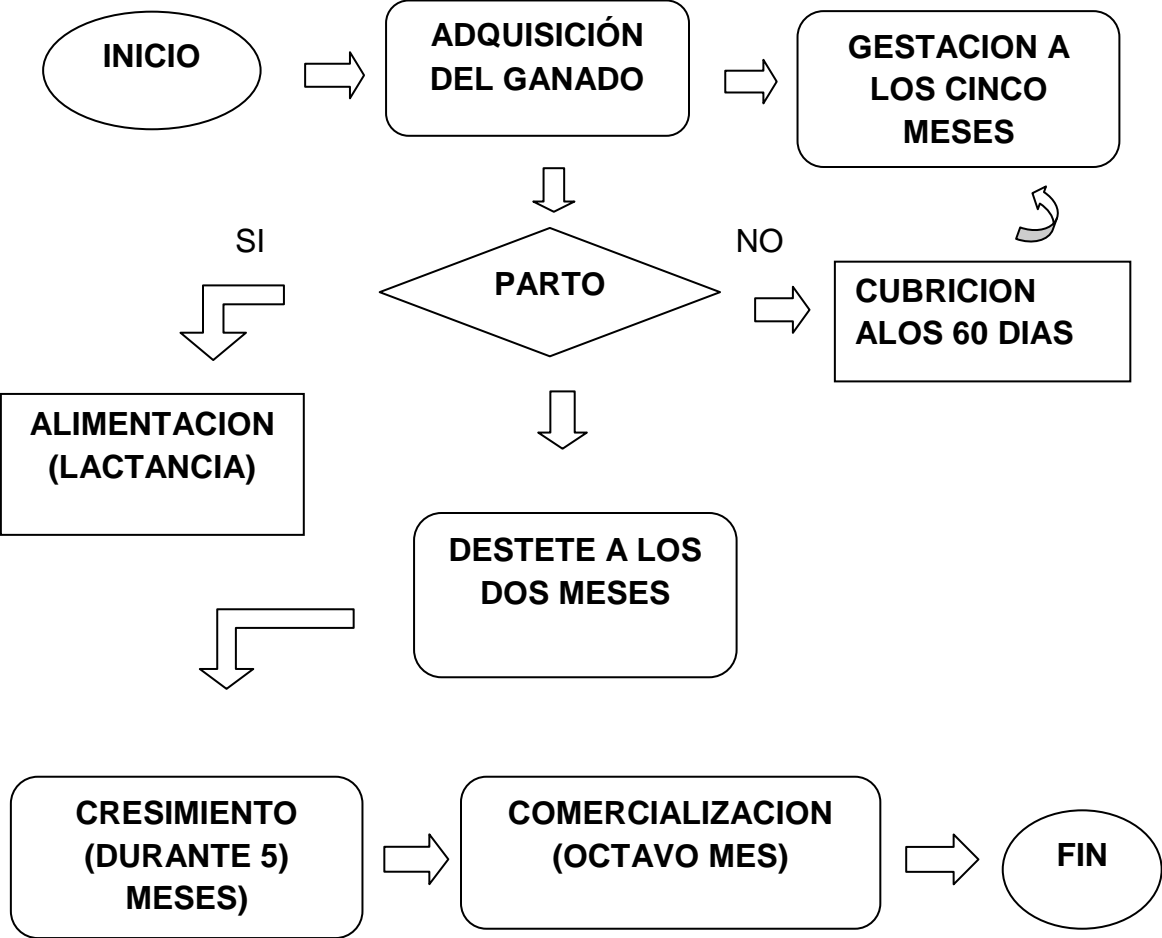 INICIO
ADQUISICIÓN
DEL GANADO
GESTACION A
LOS CINCO
MESES
SI
PARTO
NO
CUBRICION
ALOS 60 DIAS
ALIMENTACION
(LACTANCIA)
DESTETE A LOS
DOS MESES
CRESIMIENTO
(DURANTE 5)
MESES)
COMERCIALIZACION
(OCTAVO MES)
FIN